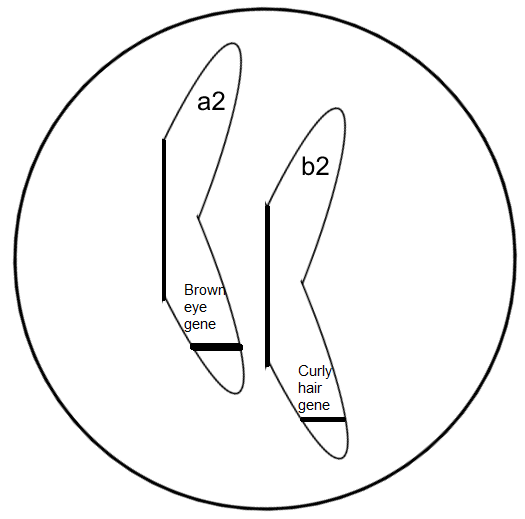 a2
Brown
eye
gene
b2
Curly
hair
gene